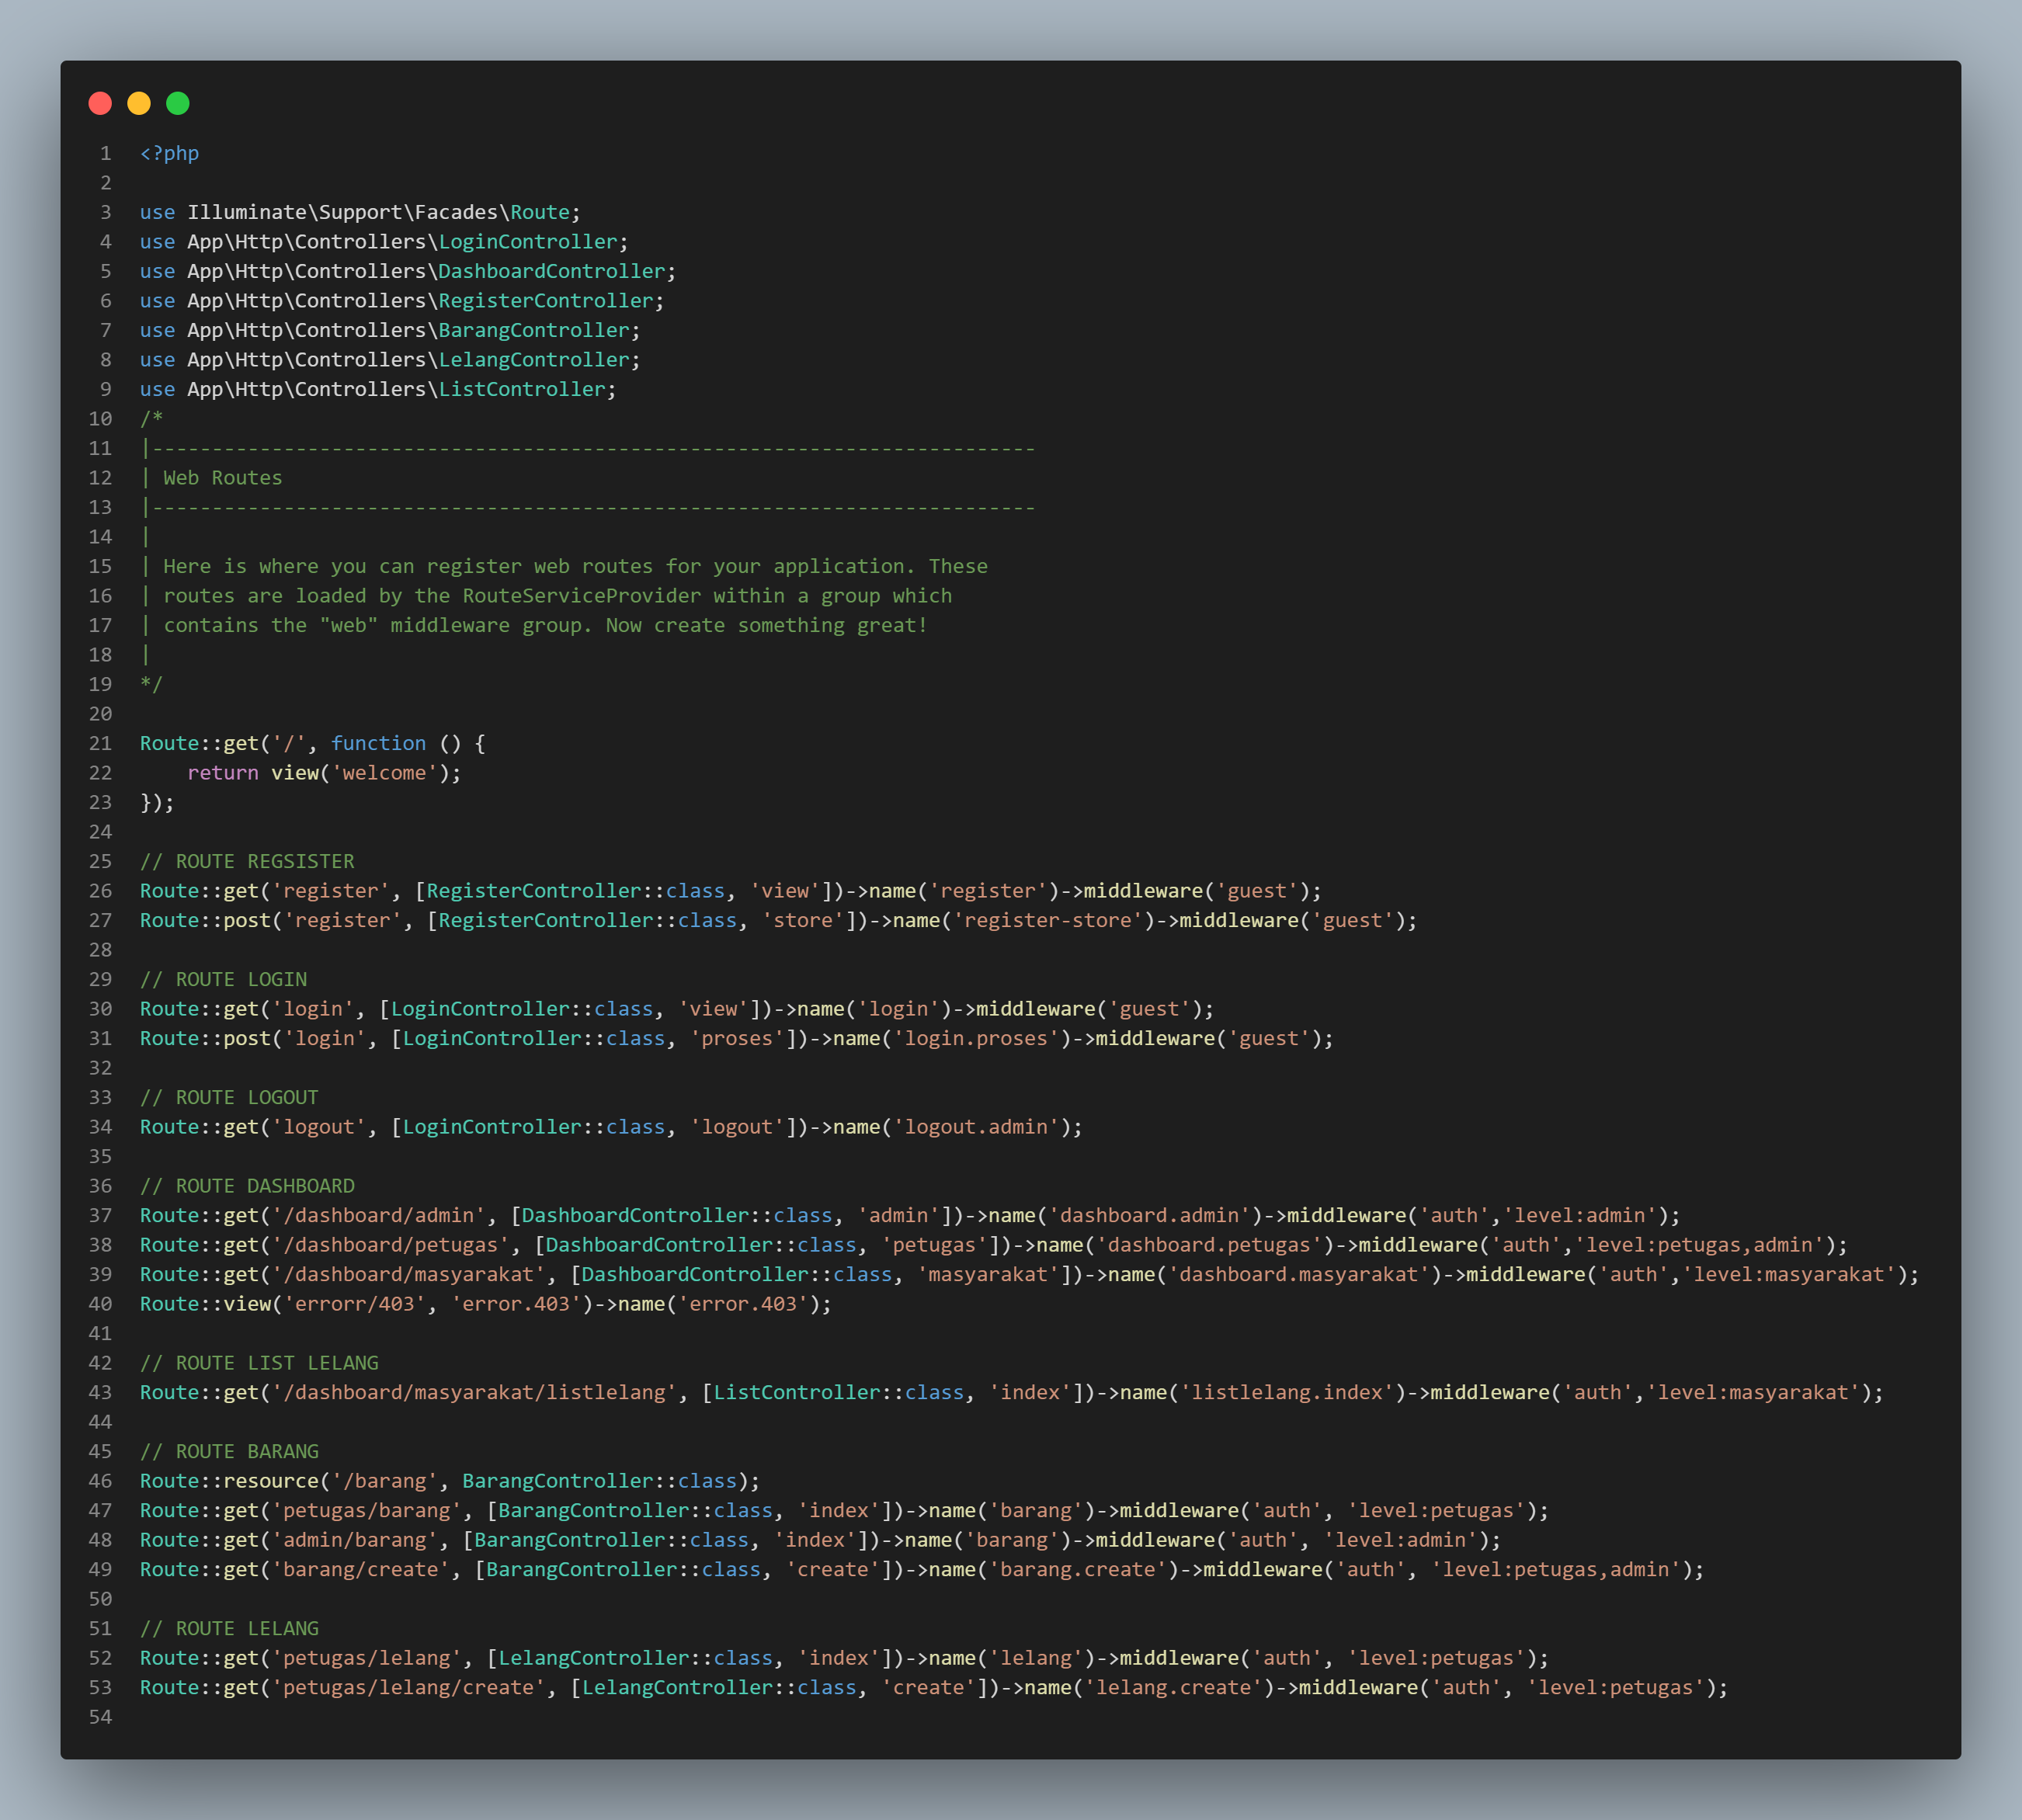 1 <?php
2
3 use Illuminate\Support\Facades\Route;
4 use App\Http\Controllers\LoginController;
5 use App\Http\Controllers\DashboardController;
6 use App\Http\Controllers\RegisterController;
7 use App\Http\Controllers\BarangController;
8 use App\Http\Controllers\LelangController;
9 use App\Http\Controllers\ListController;
10 /*
11 |--------------------------------------------------------------------------
12 | Web Routes
13 |--------------------------------------------------------------------------
14 |
15 | Here is where you can register web routes for your application. These
16 | routes are loaded by the RouteServiceProvider within a group which
17 | contains the "web" middleware group. Now create something great!
18 |
19 */
20
21 Route::get('/', function () {
22     return view('welcome');
23 });
24
25 // ROUTE REGSISTER
26 Route::get('register', [RegisterController::class, 'view'])->name('register')->middleware('guest');
27 Route::post('register', [RegisterController::class, 'store'])->name('register-store')->middleware('guest');
28
29 // ROUTE LOGIN
30 Route::get('login', [LoginController::class, 'view'])->name('login')->middleware('guest');
31 Route::post('login', [LoginController::class, 'proses'])->name('login.proses')->middleware('guest');
32
33 // ROUTE LOGOUT
34 Route::get('logout', [LoginController::class, 'logout'])->name('logout.admin');
35
36 // ROUTE DASHBOARD
37 Route::get('/dashboard/admin', [DashboardController::class, 'admin'])->name('dashboard.admin')->middleware('auth','level:admin');
38 Route::get('/dashboard/petugas', [DashboardController::class, 'petugas'])->name('dashboard.petugas')->middleware('auth','level:petugas,admin');
39 Route::get('/dashboard/masyarakat', [DashboardController::class, 'masyarakat'])->name('dashboard.masyarakat')->middleware('auth','level:masyarakat');
40 Route::view('errorr/403', 'error.403')->name('error.403');
41
42 // ROUTE LIST LELANG
43 Route::get('/dashboard/masyarakat/listlelang', [ListController::class, 'index'])->name('listlelang.index')->middleware('auth','level:masyarakat');
44
45 // ROUTE BARANG
46 Route::resource('/barang', BarangController::class);
47 Route::get('petugas/barang', [BarangController::class, 'index'])->name('barang')->middleware('auth', 'level:petugas');
48 Route::get('admin/barang', [BarangController::class, 'index'])->name('barang')->middleware('auth', 'level:admin');
49 Route::get('barang/create', [BarangController::class, 'create'])->name('barang.create')->middleware('auth', 'level:petugas,admin');
50
51 // ROUTE LELANG
52 Route::get('petugas/lelang', [LelangController::class, 'index'])->name('lelang')->middleware('auth', 'level:petugas');
53 Route::get('petugas/lelang/create', [LelangController::class, 'create'])->name('lelang.create')->middleware('auth', 'level:petugas');
54